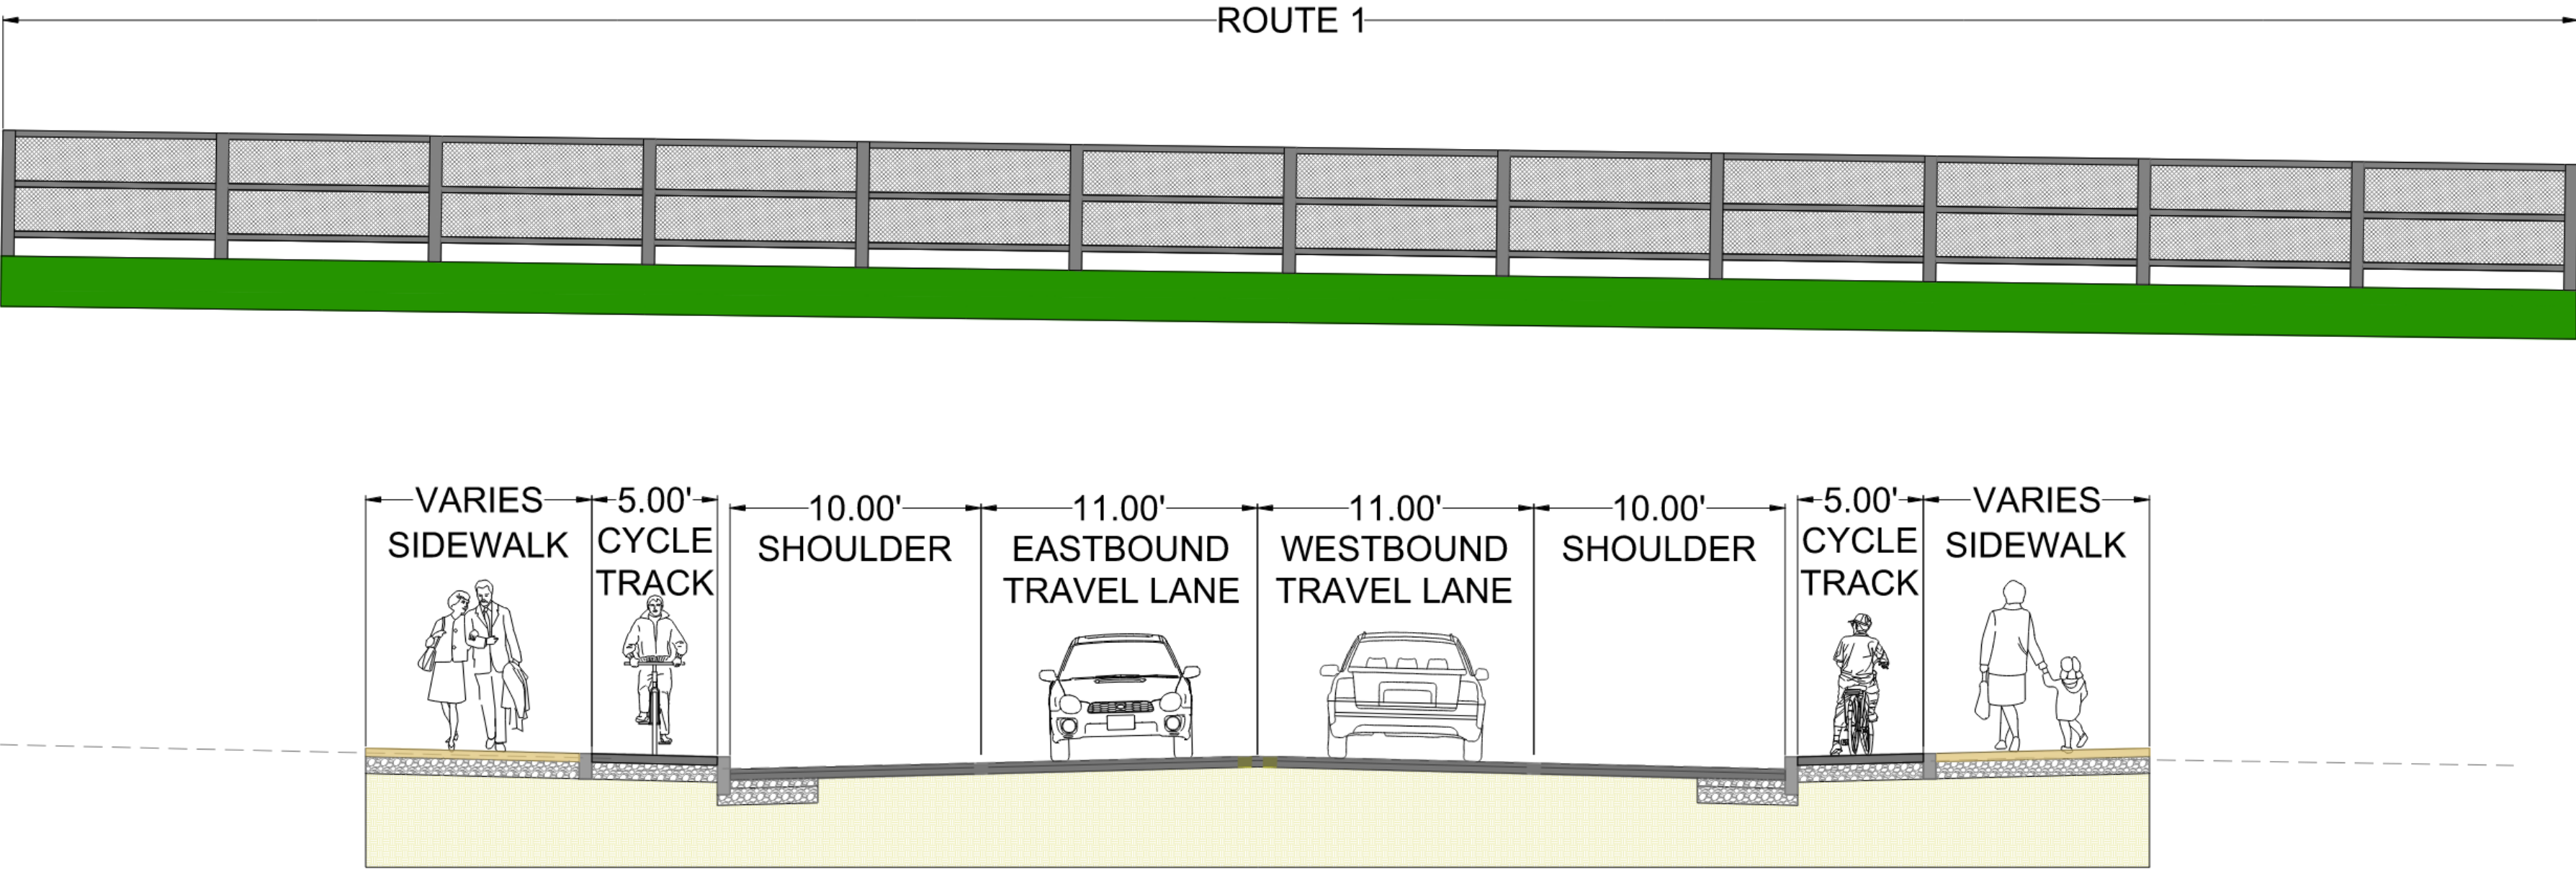 ROUTE 1
VARIES
SIDEWALK
5.00'
CYCLE
TRACK
10.00'
SHOULDER
11.00'
EASTBOUND
TRAVEL LANE
11.00'
WESTBOUND
TRAVEL LANE
10.00'
SHOULDER
5.00'
CYCLE
TRACK
VARIES
SIDEWALK